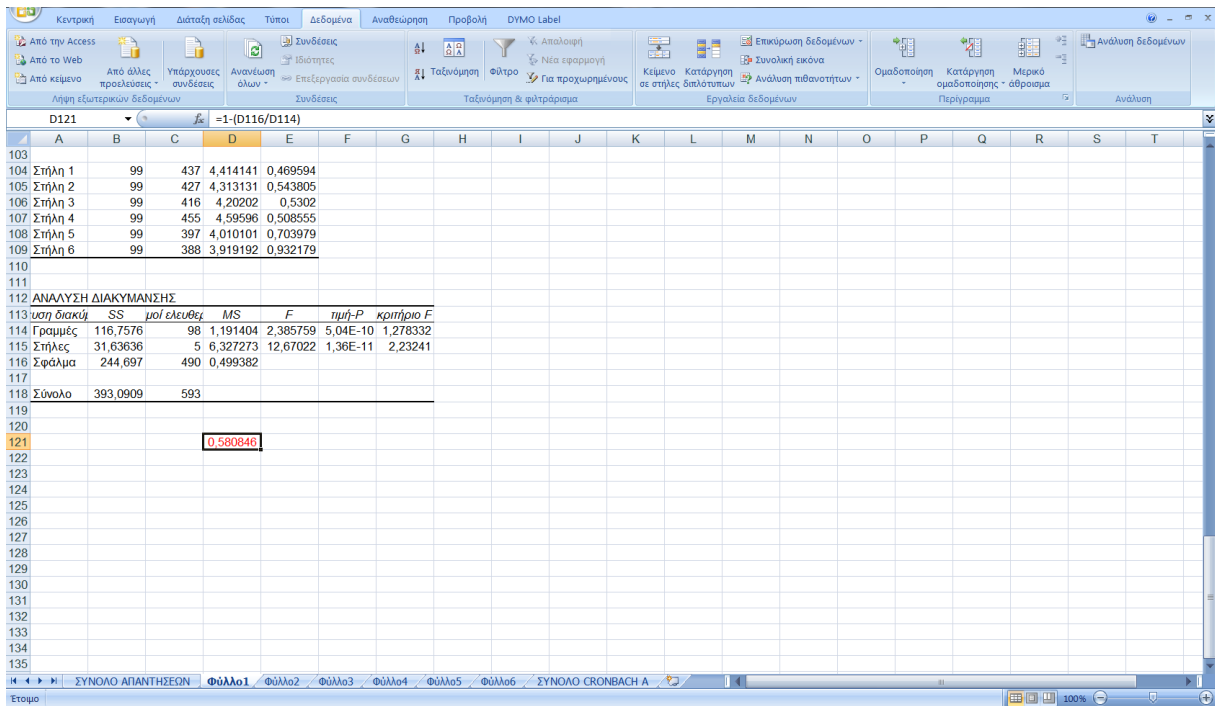 Κεντρική Εισαγωγή Διάταξη σελίδας Τύποι Δεδομένα Αναθεώρηση Προβολή DYMO Label
Από την Access
Από το Web
Από κείμενο
Από άλλες προελεύσεις
Υπάρχουσες συνδέσεις
Λήψη εξωτερικών δεδομένων
Ανανέωση όλων
Συνδέσεις
Ιδιότητες
Επεξεργασία συνδέσεων
Συνδέσεις
Ταξινόμηση
Φίλτρο
Απαλοιφή
Νέα εφαρμογή
Για προχωρημένους
Ταξινόμηση & φιλτράρισμα
Κείμενο σε στήλες
Κατάργηση διπλότυπων
Επικύρωση δεδομένων
Συνολική εικόνα
Ανάλυση πιθανοτήτων
Εργαλεία δεδομένων
Ομαδοποίηση
Κατάργηση ομαδοποίησης
Μερικό άθροισμα
Περίγραμμα
Ανάλυση δεδομένων
Ανάλυση
D121 fx =1-(D116/D114)
A B C D E F G H I J K L M N O P Q R S T
103
104 Στήλη 1 99 437 4,414141 0,469594
105 Στήλη 2 99 427 4,313131 0,543805
106 Στήλη 3 99 416 4,20202 0,5302
107 Στήλη 4 99 455 4,59596 0,508555
108 Στήλη 5 99 397 4,010101 0,703979
109 Στήλη 6 99 388 3,919192 0,932179
110
111
112 ΑΝΑΛΥΣΗ ΔΙΑΚΥΜΑΝΣΗΣ
113 υση διακύμ SS μοί ελευθερ MS F τιμή-P κριτήριο F
114 Γραμμές 116,7576 98 1,191404 2,385759 5,04E-10 1,278332
115 Στήλες 31,63636 5 6,327273 12,67022 1,36E-11 2,23241
116 Σφάλμα 244,697 490 0,499382
117
118 Σύνολο 393,0909 593
119
120
121 0,580846
122
123
124
125
126
127
128
129
130
131
132
133
134
135
ΣΥΝΟΛΟ ΑΠΑΝΤΗΣΕΩΝ Φύλλο1 Φύλλο2 Φύλλο3 Φύλλο4 Φύλλο5 Φύλλο6 ΣΥΝΟΛΟ CRONBACH A
Έτοιμο 100%